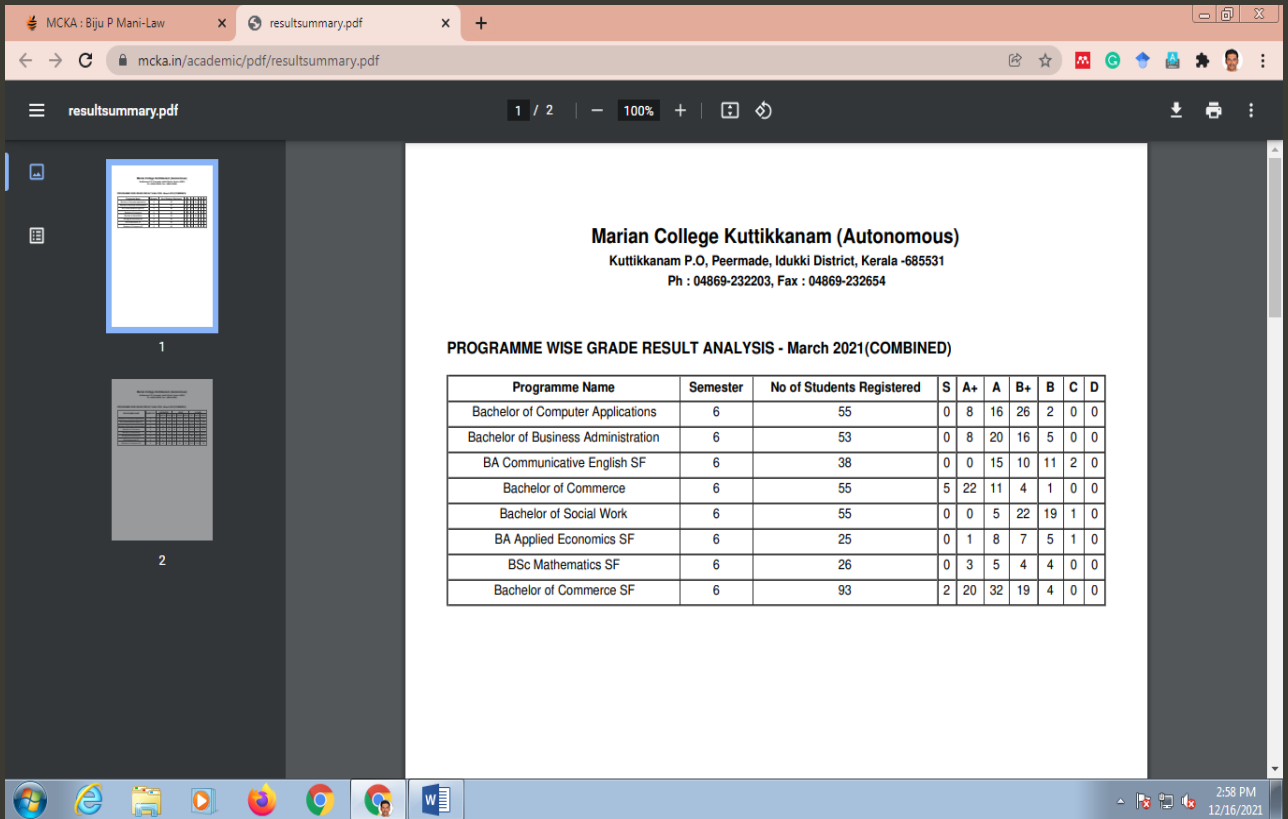 MCKA : Biju P Mani-Law
resultsummary.pdf
mcka.in/academic/pdf/resultsummary.pdf
resultsummary.pdf
1 / 2
100%
1
2
Marian College Kuttikkanam (Autonomous)
Kuttikkanam P.O, Peermade, Idukki District, Kerala -685531
Ph : 04869-232203, Fax : 04869-232654
PROGRAMME WISE GRADE RESULT ANALYSIS - March 2021(COMBINED)
Programme Name Semester No of Students Registered S A+ A B+ B C D
Bachelor of Computer Applications 6 55 0 8 16 26 2 0 0
Bachelor of Business Administration 6 53 0 8 20 16 5 0 0
BA Communicative English SF 6 38 0 0 15 10 11 2 0
Bachelor of Commerce 6 55 5 22 11 4 1 0 0
Bachelor of Social Work 6 55 0 0 5 22 19 1 0
BA Applied Economics SF 6 25 0 1 8 7 5 1 0
BSc Mathematics SF 6 26 0 3 5 4 4 0 0
Bachelor of Commerce SF 6 93 2 20 32 19 4 0 0
2:58 PM
12/16/2021